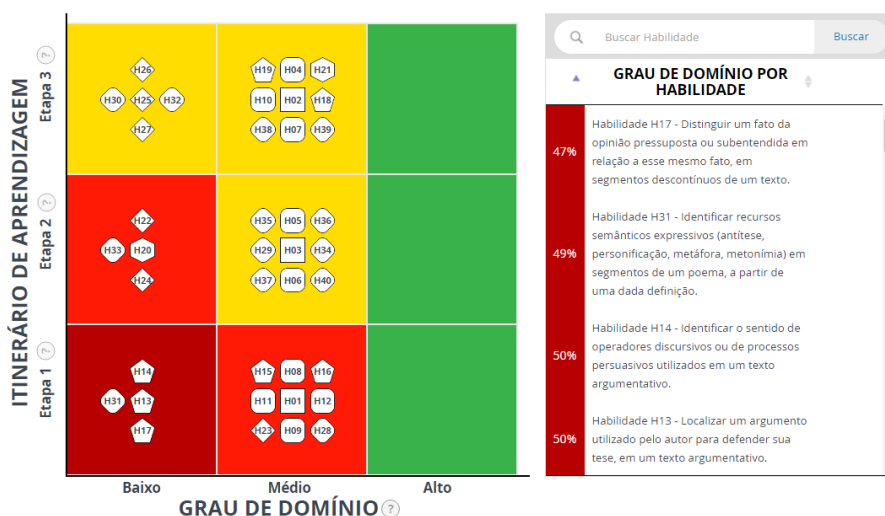 ITINERÁRIO DE APRENDIZAGEM
Etapa 3 ?
Etapa 2 ?
Etapa 1 ?
H26
H30 H25 H32
H27
H19 H04 H21
H10 H02 H18
H38 H07 H39
H22
H33 H20
H24
H35 H05 H36
H29 H03 H34
H37 H06 H40
H14
H31 H13
H17
H15 H08 H16
H11 H01 H12
H23 H09 H28
Baixo Médio Alto
GRAU DE DOMÍNIO ?
Buscar Habilidade Buscar
GRAU DE DOMÍNIO POR
HABILIDADE
47%
Habilidade H17 - Distinguir um fato da
opinião pressuposta ou subentendida em
relação a esse mesmo fato, em
segmentos descontínuos de um texto.
49%
Habilidade H31 - Identificar recursos
semânticos expressivos (antítese,
personificação, metáfora, metonímia) em
segmentos de um poema, a partir de
uma dada definição.
50%
Habilidade H14 - Identificar o sentido de
operadores discursivos ou de processos
persuasivos utilizados em um texto
argumentativo.
50%
Habilidade H13 - Localizar um argumento
utilizado pelo autor para defender sua
tese, em um texto argumentativo.